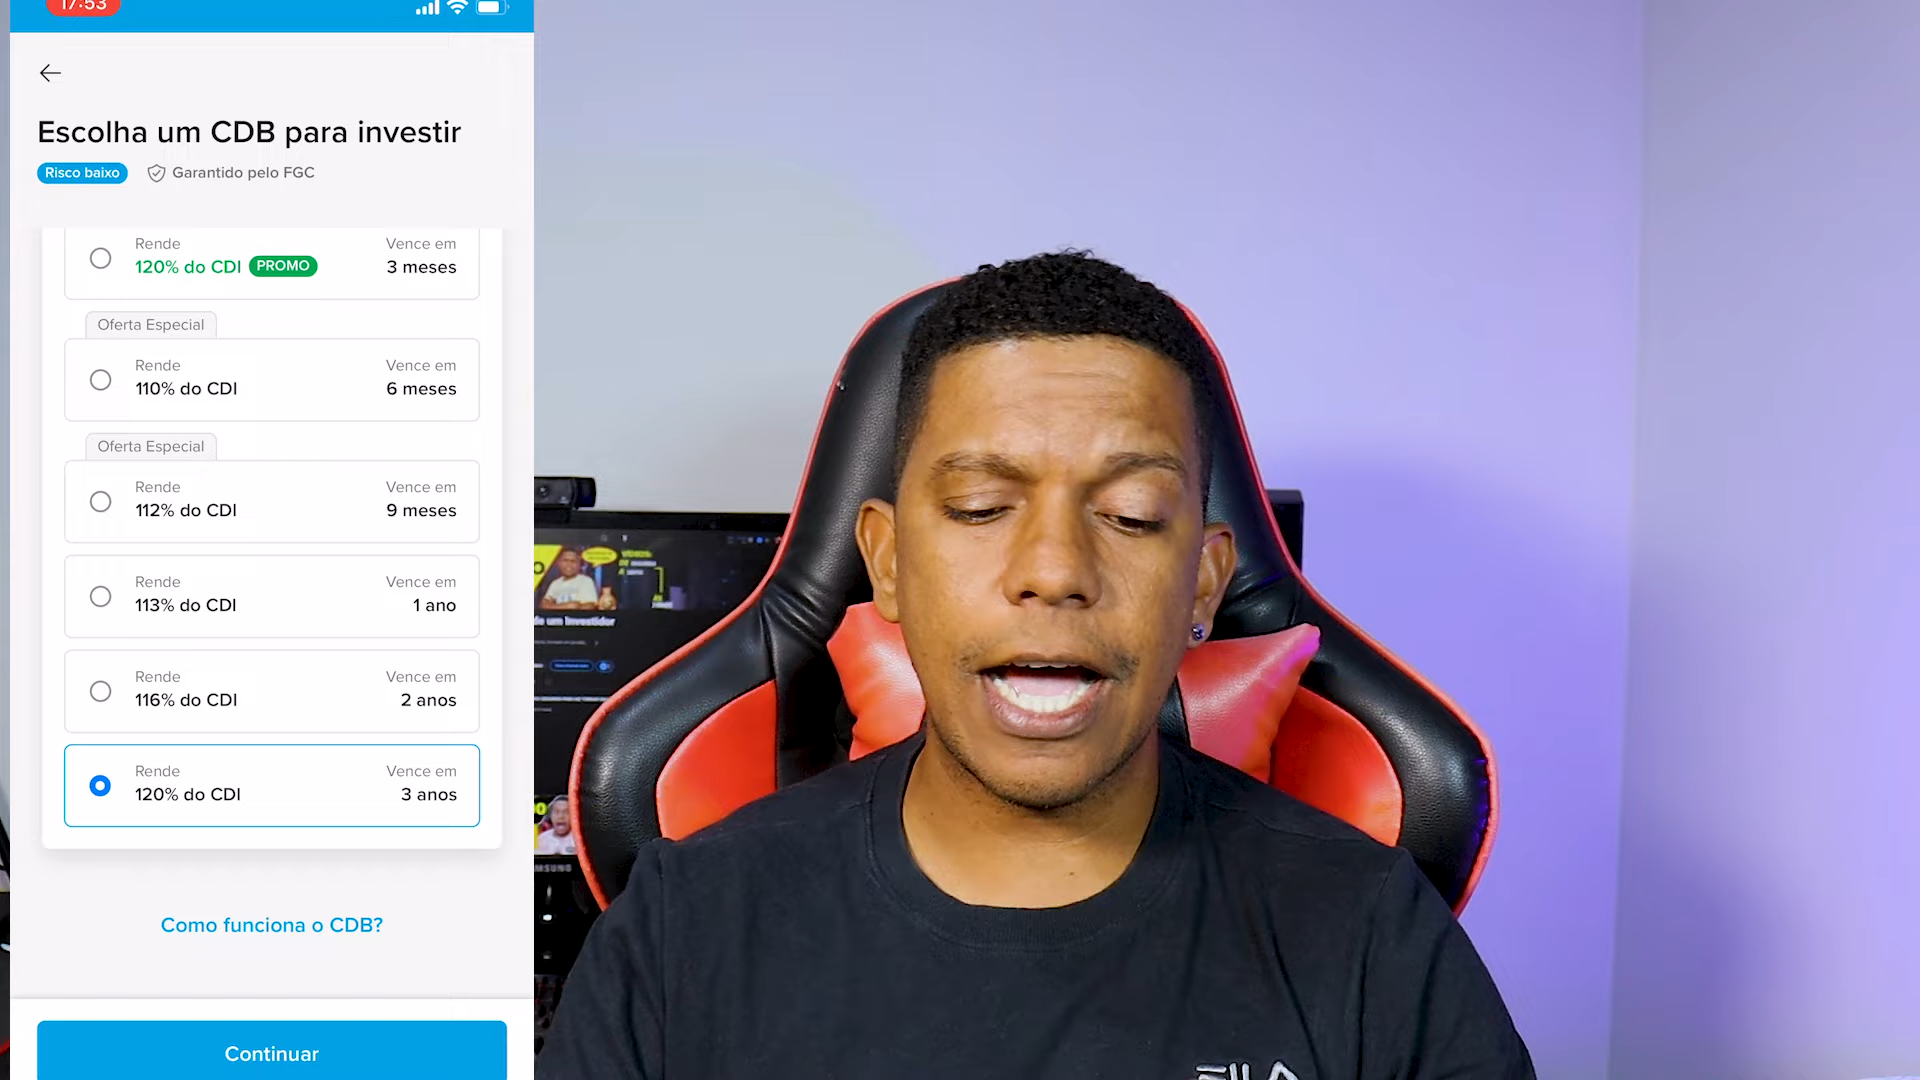 17:53
Escolha um CDB para investir
Risco baixo
Garantido pelo FGC
Rende
Vence em
120% do CDI PROMO
3 meses
Oferta Especial
Rende
Vence em
110% do CDI
6 meses
Oferta Especial
Rende
Vence em
112% do CDI
9 meses
Rende
Vence em
113% do CDI
1 ano
Rende
Vence em
116% do CDI
2 anos
Rende
Vence em
120% do CDI
3 anos
Como funciona o CDB?
Continuar
de um Investidor